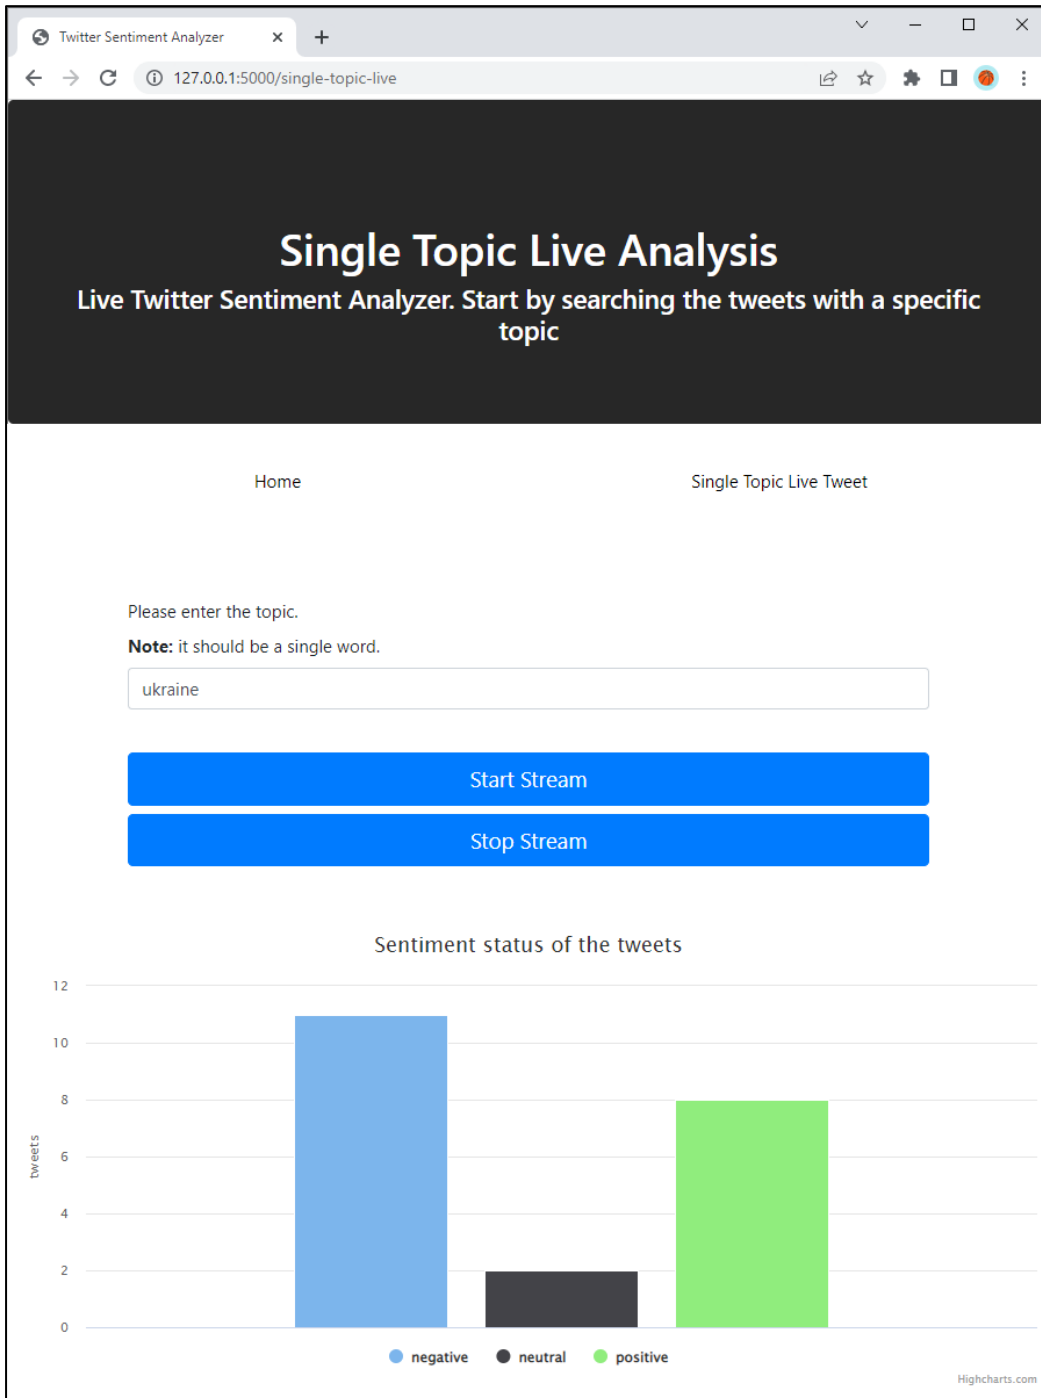 Twitter Sentiment Analyzer
127.0.0.1:5000/single-topic-live
Single Topic Live Analysis
Live Twitter Sentiment Analyzer. Start by searching the tweets with a specific
topic
Home
Single Topic Live Tweet
Please enter the topic.
Note: it should be a single word.
ukraine
Start Stream
Stop Stream
Sentiment status of the tweets
12
10
8
6
4
2
0
tweets
negative
neutral
positive
Highcharts.com